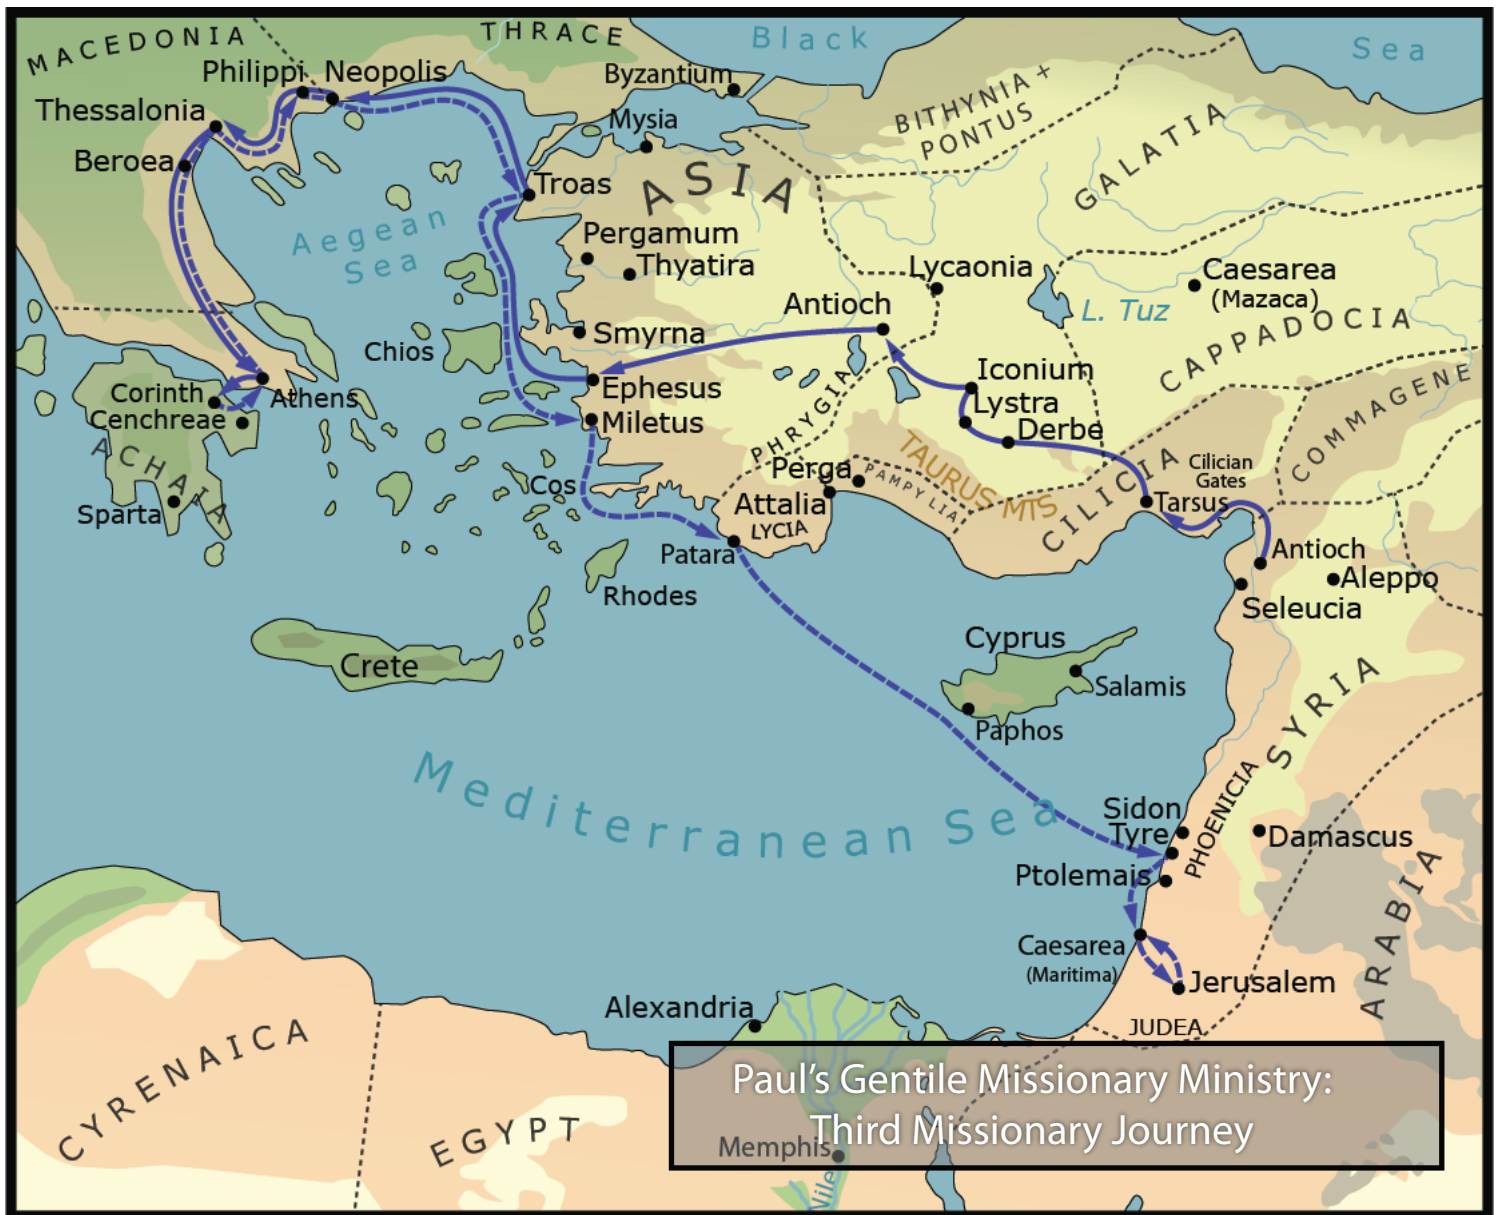 MACEDONIA
THRACE
Black
Sea
Philippi
Neopolis
Byzantium
Thessalonia
Mysia
BITHYNIA +
PONTUS
GALATIA
Beroea
Troas
ASIA
Aegean
Sea
Pergamum
Thyatira
Lycaonia
Caesarea
(Mazaca)
L. Tuz
Antioch
CAPPADOCIA
Smyrna
Chios
Iconium
Corinth
Athens
Ephesus
Lystra
COMMAGENE
Cenchreae
Miletus
PHRYGIA
Derbe
ACHAIA
TAURUS MTS
Cilician
Gates
Perga
PAMPYLIA
CILICIA
Cos
Sparta
Attalia
LYCIA
Tarsus
Patara
Antioch
Aleppo
Rhodes
Seleucia
Cyprus
Crete
Salamis
Paphos
SYRIA
Mediterranean Sea
PHOENICIA
Sidon
Tyre
Damascus
Ptolemais
ARABIA
Caesarea
(Maritima)
Jerusalem
Alexandria
JUDEA
CYRENAICA
EGYPT
Paul's Gentile Missionary Ministry:
Third Missionary Journey
Memphis
Nile